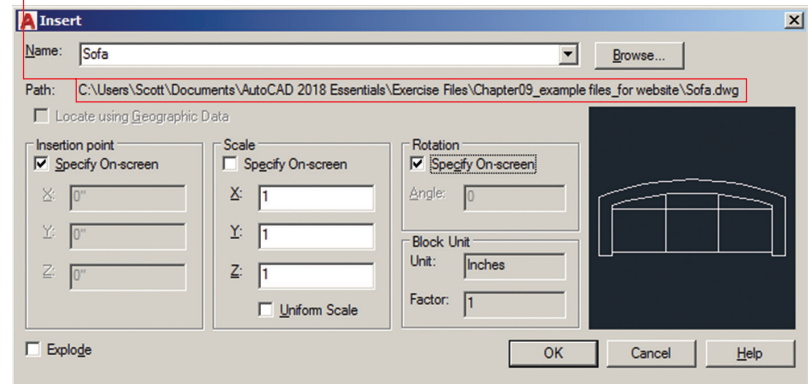 Insert
Name: Sofa Browse...
Path: C:\Users\Scott\Documents\AutoCAD 2018 Essentials\Exercise Files\Chapter09_example files_for website\Sofa.dwg
Locate using Geographic Data
Insertion point
Specify On-screen
X: 0"
Y: 0"
Z: 0"
Scale
Specify On-screen
X: 1
Y: 1
Z: 1
Uniform Scale
Rotation
Specify On-screen
Angle: 0
Block Unit
Unit: Inches
Factor: 1
Explode
OK Cancel Help